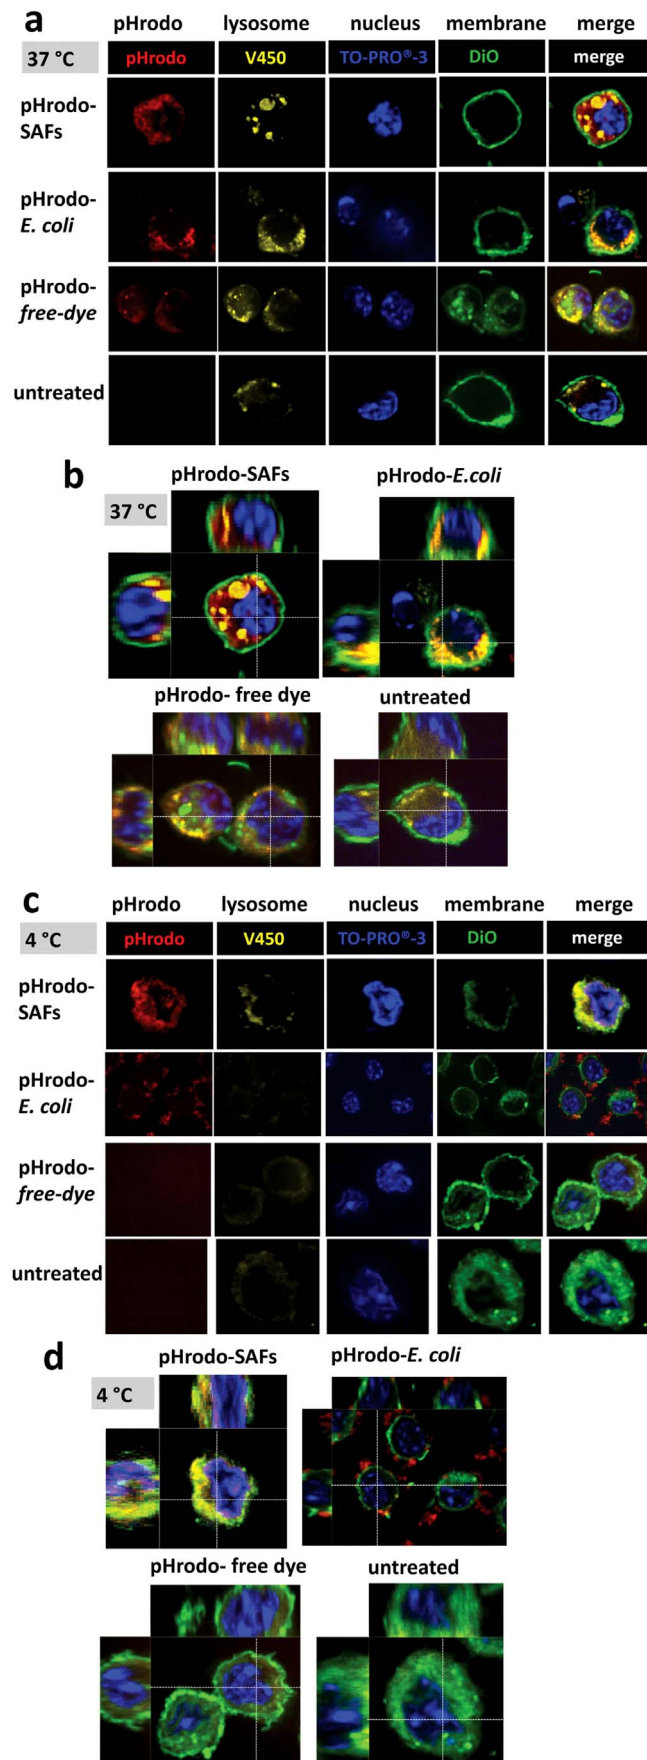 a pHrodo lysosome nucleus membrane merge
37 °C pHrodo V450 TO-PRO®-3 DiO merge
pHrodo-
SAFs
pHrodo-
E. coli
pHrodo-
free-dye
untreated
b pHrodo-SAFs pHrodo-E.coli
37 °C
pHrodo- free dye untreated
c pHrodo lysosome nucleus membrane merge
4 °C pHrodo V450 TO-PRO®-3 DiO merge
pHrodo-
SAFs
pHrodo-
E. coli
pHrodo-
free-dye
untreated
d pHrodo-SAFs pHrodo-E. coli
4 °C
pHrodo- free dye untreated